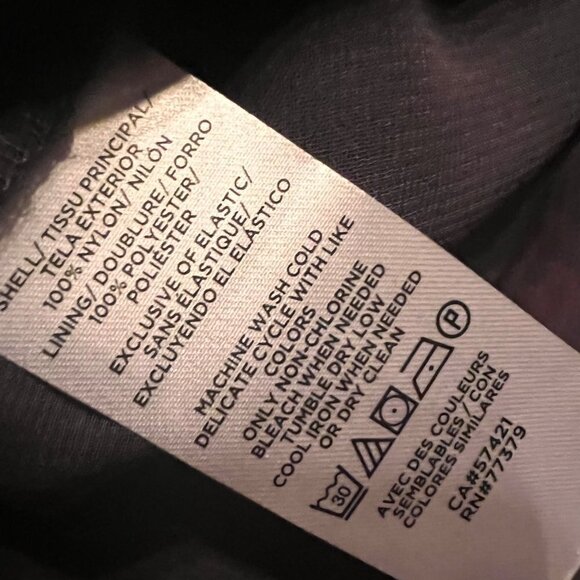 SHELL/ TISSU PRINCIPAL/
TELA EXTERIOR
100% NYLON/ NILÓN
LINING/ DOUBLURE/ FORRO
100% POLYESTER/
POLIÉSTER
EXCLUSIVE OF ELASTIC/
SANS ÉLASTIQUE/
EXCLUYENDO EL ELÁSTICO
MACHINE WASH COLD
DELICATE CYCLE WITH LIKE
COLORS
ONLY NON-CHLORINE
BLEACH WHEN NEEDED
TUMBLE DRY LOW
COOL IRON WHEN NEEDED
OR DRY CLEAN
30 P
AVEC DES COULEURS
SEMBLABLES / CON
COLORES SIMILARES
CA#57421
RN#77379